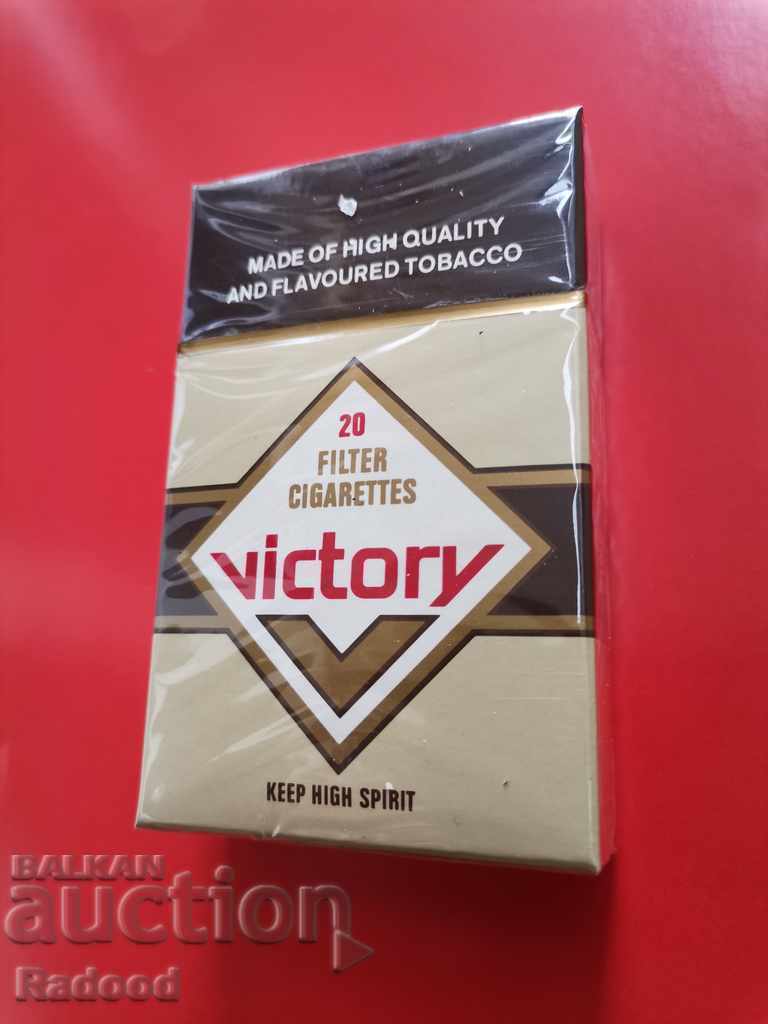 MADE OF HIGH QUALITY
AND FLAVOURED TOBACCO
20
FILTER
CIGARETTES
victory
KEEP HIGH SPIRIT
BALKAN
auction
Radood